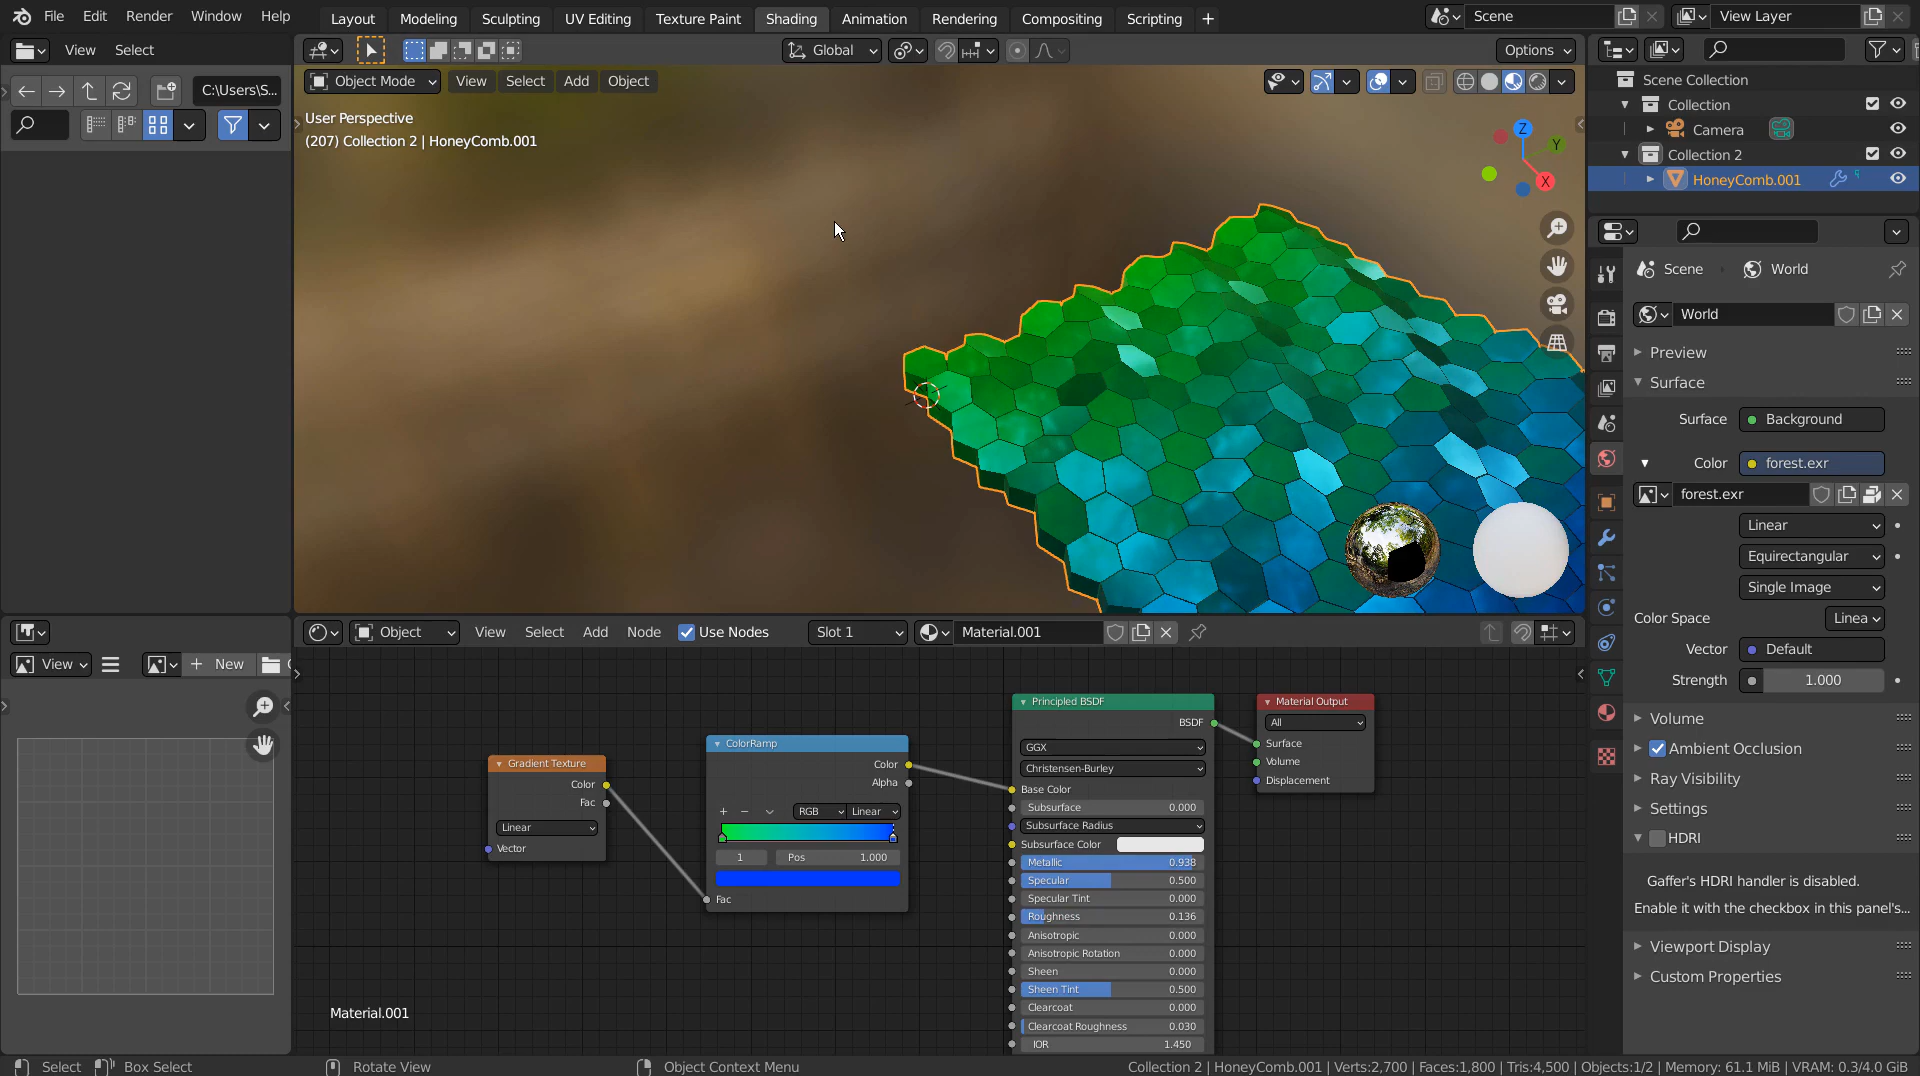 File Edit Render Window Help
Layout Modeling Sculpting UV Editing Texture Paint Shading Animation Rendering Compositing Scripting +
Scene
View Layer
View Select
Global
Options
Object Mode View Select Add Object
C:\Users\S...
User Perspective
(207) Collection 2 | HoneyComb.001
Z
Y
X
Scene Collection
Collection
Camera
Collection 2
HoneyComb.001
Scene
World
World
Preview
Surface
Surface Background
Color forest.exr
forest.exr
Linear
Equirectangular
Single Image
Color Space Linea
Vector Default
Strength 1.000
Volume
Ambient Occlusion
Ray Visibility
Settings
HDRI
Gaffer's HDRI handler is disabled.
Enable it with the checkbox in this panel's...
Viewport Display
Custom Properties
View
+ New
Object View Select Add Node Use Nodes Slot 1 Material.001
Gradient Texture
Color
Fac
Linear
Vector
ColorRamp
Color
Alpha
+ − RGB Linear
1 Pos 1.000
Fac
Principled BSDF
BSDF
GGX
Christensen-Burley
Base Color
Subsurface 0.000
Subsurface Radius
Subsurface Color
Metallic 0.938
Specular 0.500
Specular Tint 0.000
Roughness 0.136
Anisotropic 0.000
Anisotropic Rotation 0.000
Sheen 0.000
Sheen Tint 0.500
Clearcoat 0.000
Clearcoat Roughness 0.030
IOR 1.450
Material Output
All
Surface
Volume
Displacement
Material.001
Select Box Select Rotate View Object Context Menu
Collection 2 | HoneyComb.001 | Verts:2,700 | Faces:1,800 | Tris:4,500 | Objects:1/2 | Memory: 61.1 MiB | VRAM: 0.3/4.0 GiB